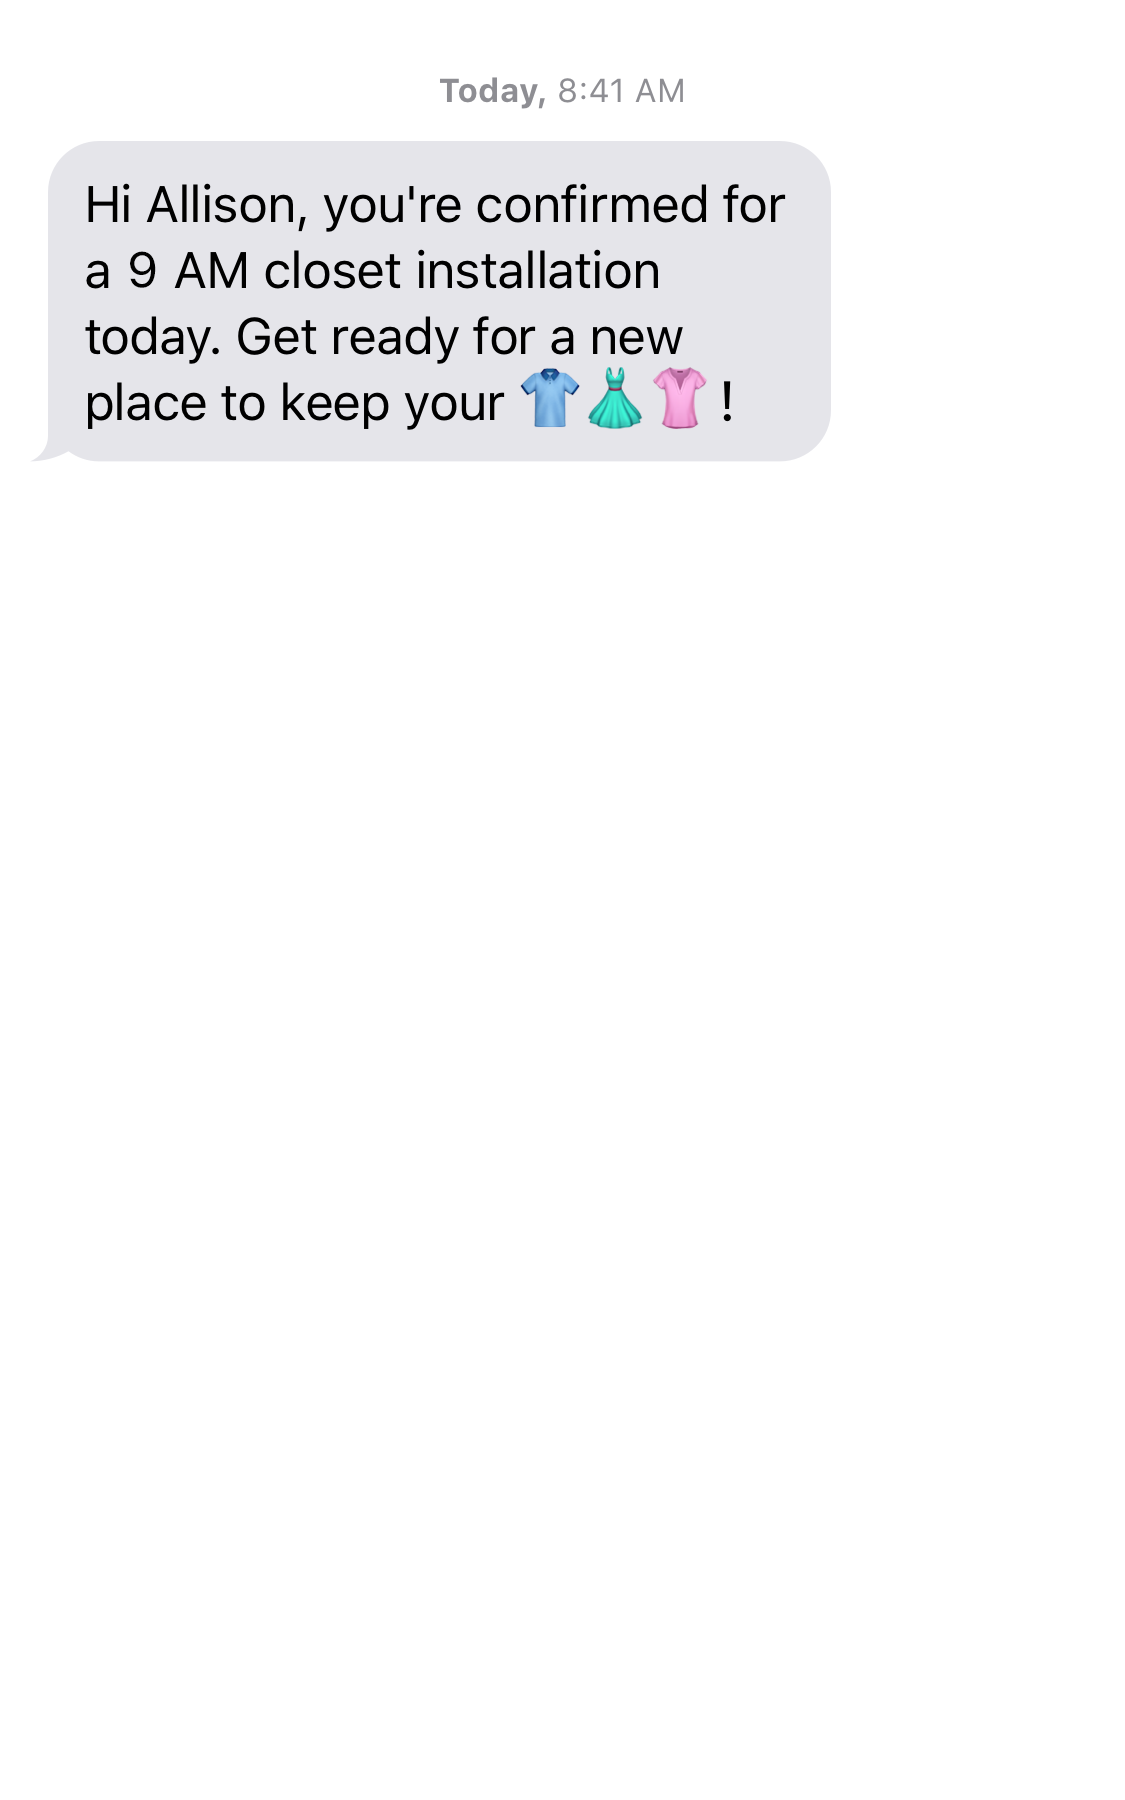 Today, 8:41 AM
Hi Allison, you're confirmed for
a 9 AM closet installation
today. Get ready for a new
place to keep your 👕👗👚 !